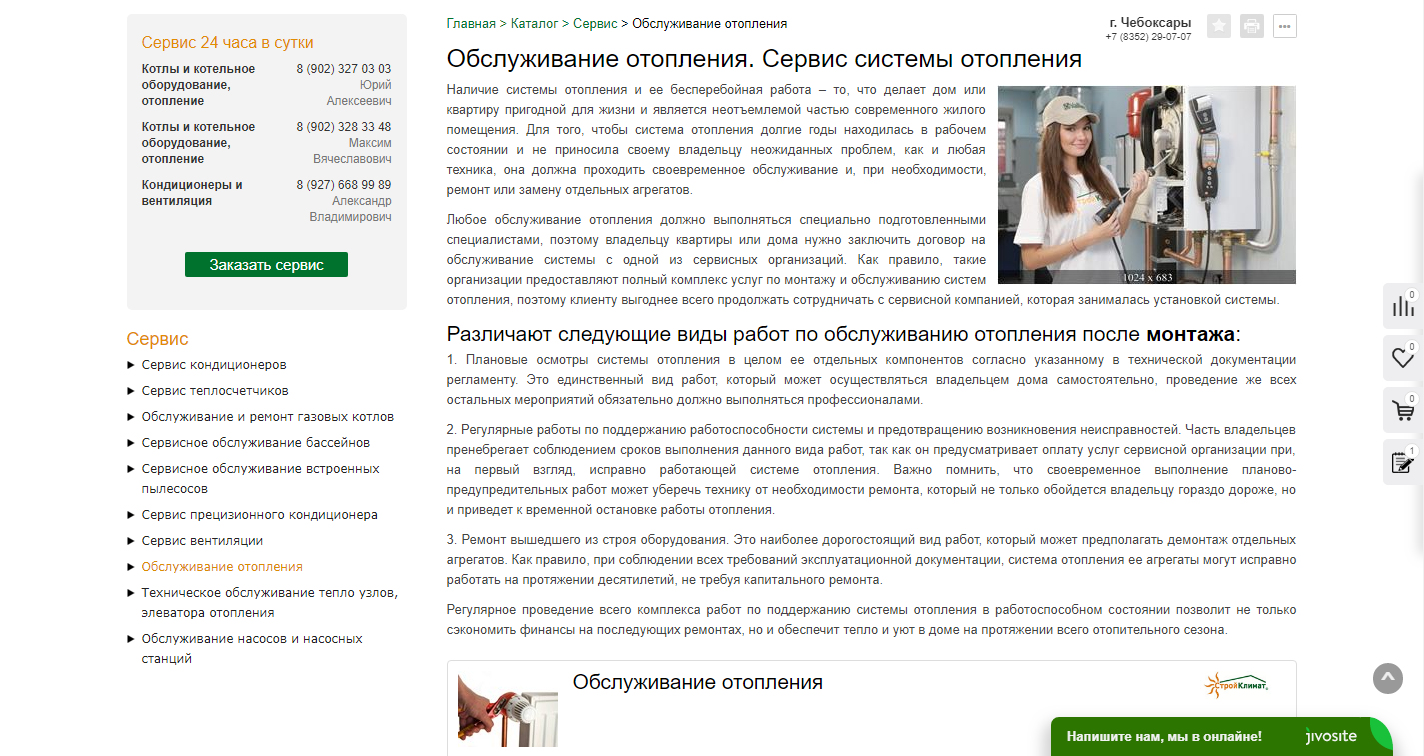 Сервис 24 часа в сутки
Котлы и котельное оборудование, отопление
8 (902) 327 03 03
Юрий
Алексеевич
Котлы и котельное оборудование, отопление
8 (902) 328 33 48
Максим
Вячеславович
Кондиционеры и вентиляция
8 (927) 668 99 89
Александр
Владимирович
Заказать сервис
Сервис
Сервис кондиционеров
Сервис теплосчетчиков
Обслуживание и ремонт газовых котлов
Сервисное обслуживание бассейнов
Сервисное обслуживание встроенных
пылесосов
Сервис прецизионного кондиционера
Сервис вентиляции
Обслуживание отопления
Техническое обслуживание тепло узлов,
элеватора отопления
Обслуживание насосов и насосных
станций
Главная > Каталог > Сервис > Обслуживание отопления
г. Чебоксары
+7 (8352) 29-07-07
Обслуживание отопления. Сервис системы отопления
Наличие системы отопления и ее бесперебойная работа – то, что делает дом или
квартиру пригодной для жизни и является неотъемлемой частью современного жилого
помещения. Для того, чтобы система отопления долгие годы находилась в рабочем
состоянии и не приносила своему владельцу неожиданных проблем, как и любая
техника, она должна проходить своевременное обслуживание и, при необходимости,
ремонт или замену отдельных агрегатов.
Любое обслуживание отопления должно выполняться специально подготовленными
специалистами, поэтому владельцу квартиры или дома нужно заключить договор на
обслуживание системы с одной из сервисных организаций. Как правило, такие
организации предоставляют полный комплекс услуг по монтажу и обслуживанию систем
отопления, поэтому клиенту выгоднее всего продолжать сотрудничать с сервисной компанией, которая занималась установкой системы.
1024 x 683
Различают следующие виды работ по обслуживанию отопления после монтажа:
1. Плановые осмотры системы отопления в целом ее отдельных компонентов согласно указанному в технической документации
регламенту. Это единственный вид работ, который может осуществляться владельцем дома самостоятельно, проведение же всех
остальных мероприятий обязательно должно выполняться профессионалами.
2. Регулярные работы по поддержанию работоспособности системы и предотвращению возникновения неисправностей. Часть владельцев
пренебрегает соблюдением сроков выполнения данного вида работ, так как он предусматривает оплату услуг сервисной организации при,
на первый взгляд, исправно работающей системе отопления. Важно помнить, что своевременное выполнение планово-
предупредительных работ может уберечь технику от необходимости ремонта, который не только обойдется владельцу гораздо дороже, но
и приведет к временной остановке работы отопления.
3. Ремонт вышедшего из строя оборудования. Это наиболее дорогостоящий вид работ, который может предполагать демонтаж отдельных
агрегатов. Как правило, при соблюдении всех требований эксплуатационной документации, система отопления ее агрегаты могут исправно
работать на протяжении десятилетий, не требуя капитального ремонта.
Регулярное проведение всего комплекса работ по поддержанию системы отопления в работоспособном состоянии позволит не только
сэкономить финансы на последующих ремонтах, но и обеспечит тепло и уют в доме на протяжении всего отопительного сезона.
Обслуживание отопления
СтройКлимат
0
0
0
1
Напишите нам, мы в онлайне!
jivosite